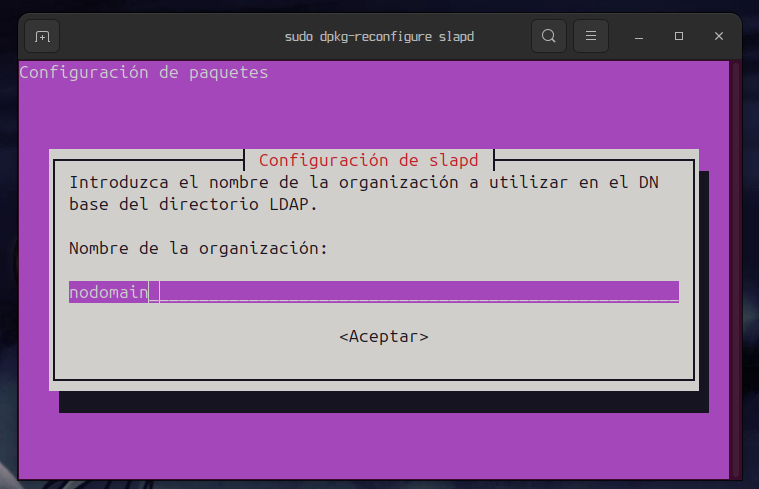 sudo dpkg-reconfigure slapd
Configuración de paquetes
Configuración de slapd
Introduzca el nombre de la organización a utilizar en el DN
base del directorio LDAP.
Nombre de la organización:
nodomain
<Aceptar>